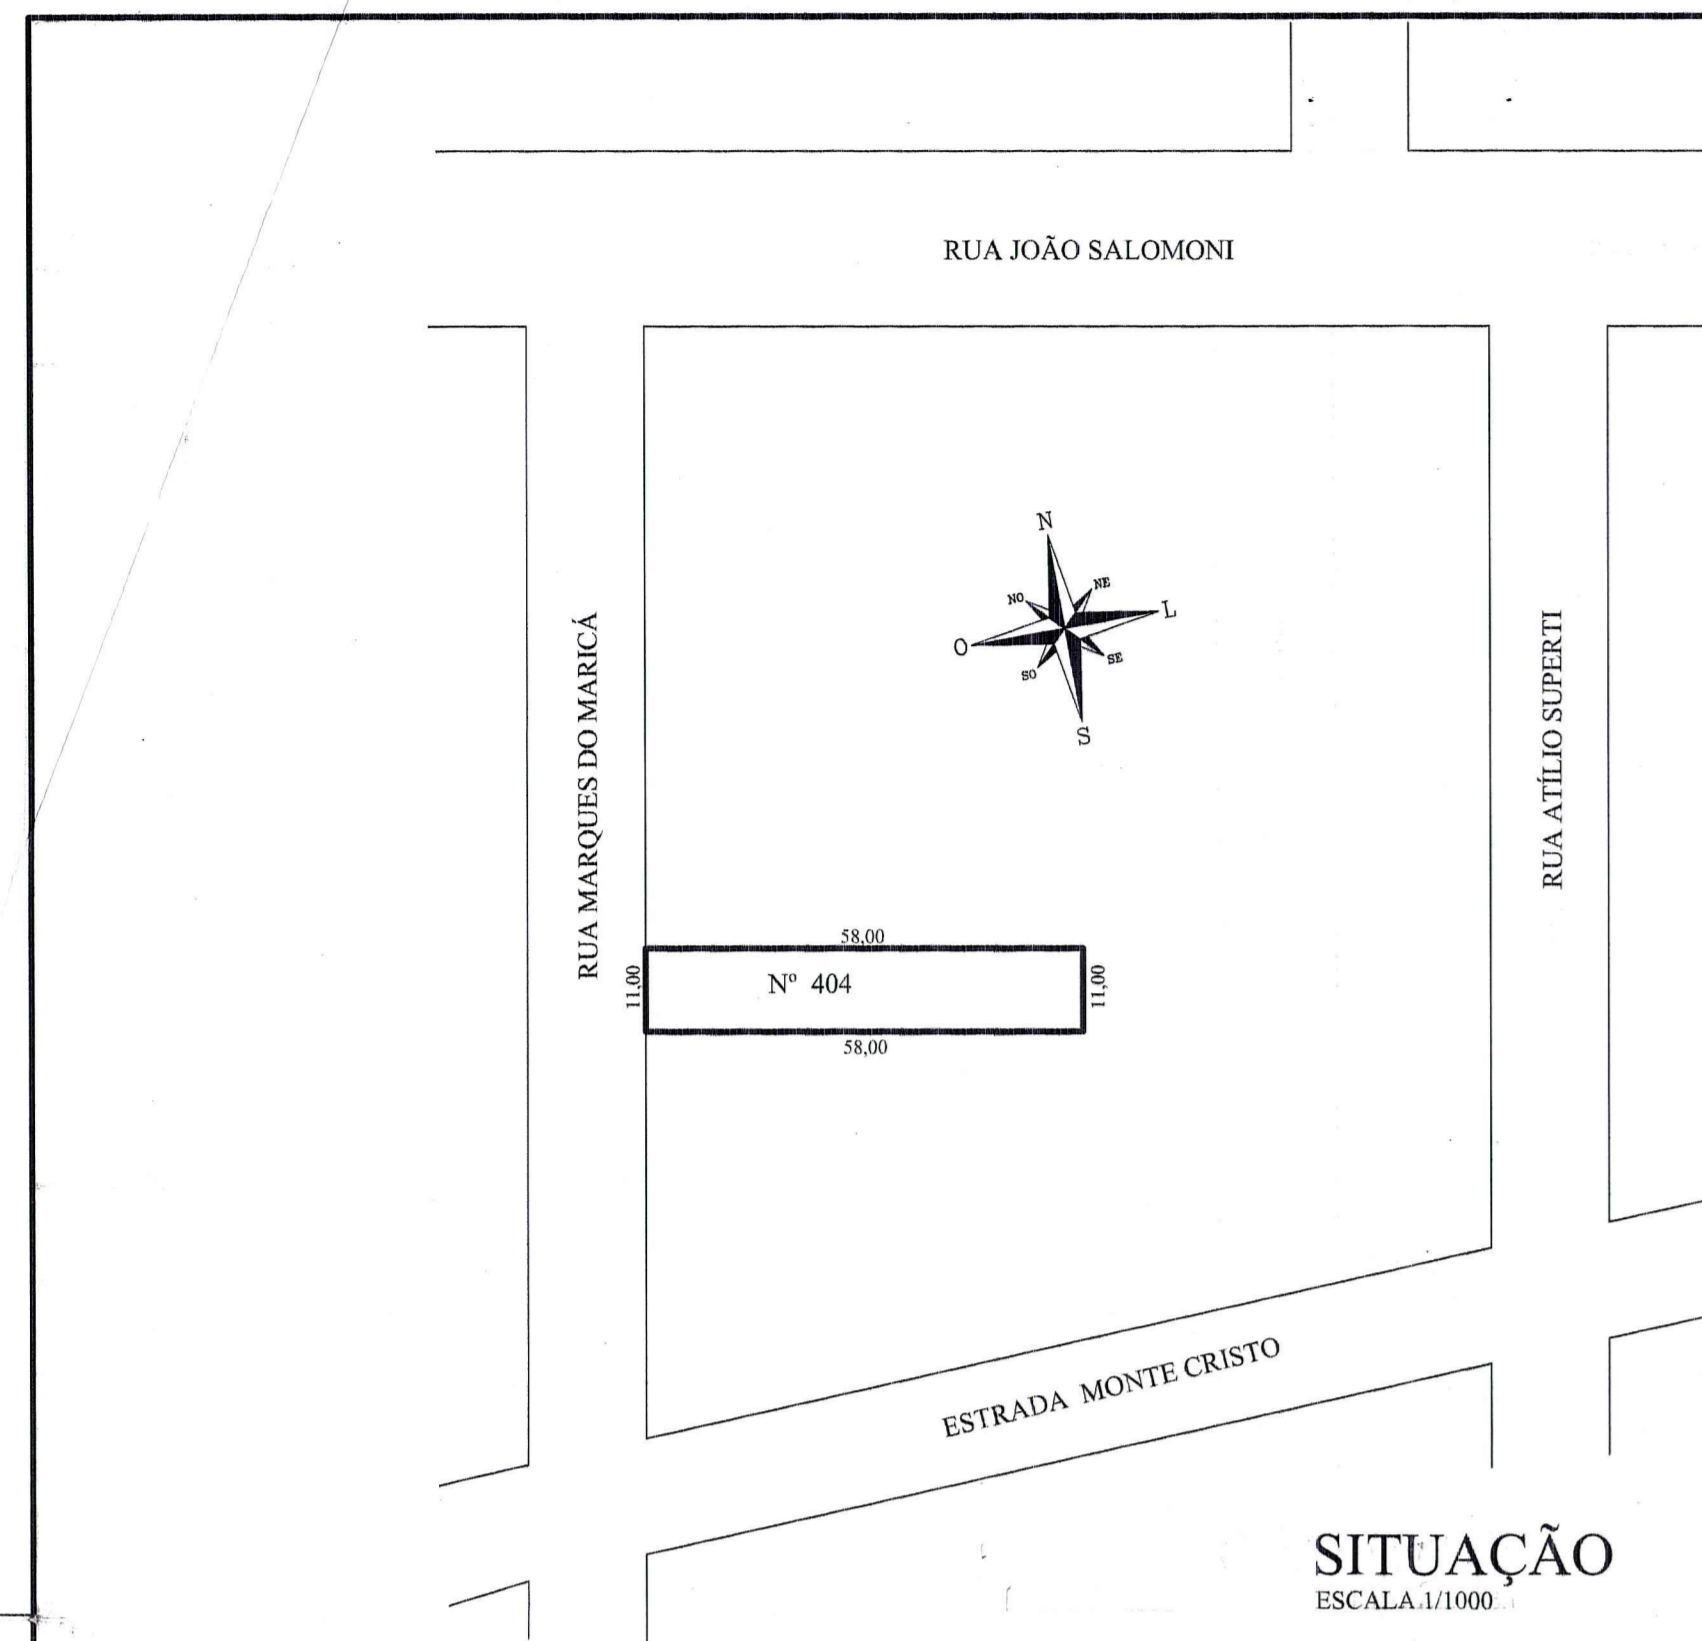 RUA JOÃO SALOMONI
N
NO
NE
L
O
SO
SE
S
RUA MARQUES DO MARICÁ
RUA ATÍLIO SUPERTI
58,00
11,00
Nº 404
11,00
58,00
ESTRADA MONTE CRISTO
SITUAÇÃO
ESCALA 1/1000